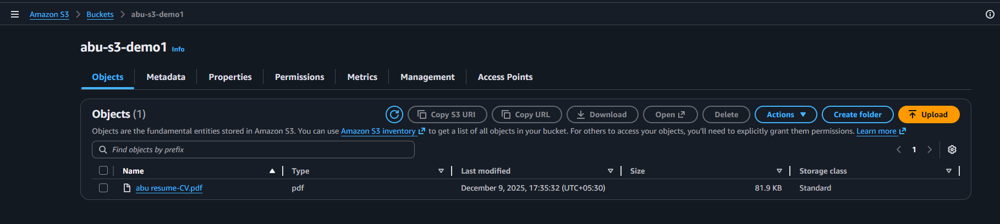 Amazon S3 > Buckets > abu-s3-demo1
abu-s3-demo1 Info
Objects Metadata Properties Permissions Metrics Management Access Points
Objects (1) Copy S3 URI Copy URL Download Open Delete Actions Create folder Upload
Objects are the fundamental entities stored in Amazon S3. You can use Amazon S3 inventory to get a list of all objects in your bucket. For others to access your objects, you'll need to explicitly grant them permissions. Learn more
Find objects by prefix 1
Name Type Last modified Size Storage class
abu resume-CV.pdf pdf December 9, 2025, 17:35:32 (UTC+05:30) 81.9 KB Standard